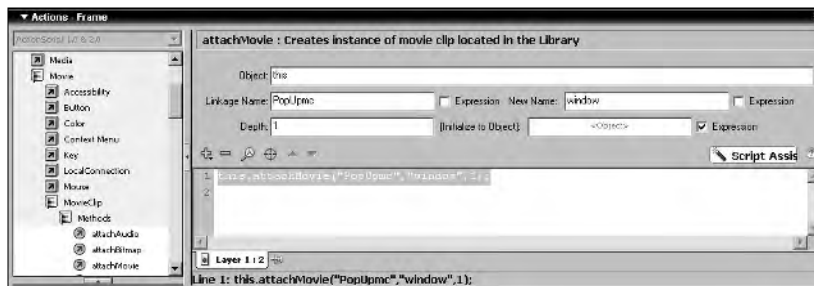 Actions - Frame
ActionScript 1.0 & 2.0
Media
Movie
Accessibility
Button
Color
Context Menu
Key
LocalConnection
Mouse
MovieClip
Methods
attachAudio
attachBitmap
attachMovie
attachMovie : Creates instance of movie clip located in the Library
Object: this
Linkage Name: PopUpmc Expression New Name: window Expression
Depth: 1 [Initialize to Object]: <Object> Expression
Script Assis
1 this.attachMovie("PopUpmc","window",1);
2
Layer 1 : 2
Line 1: this.attachMovie("PopUpmc","window",1);